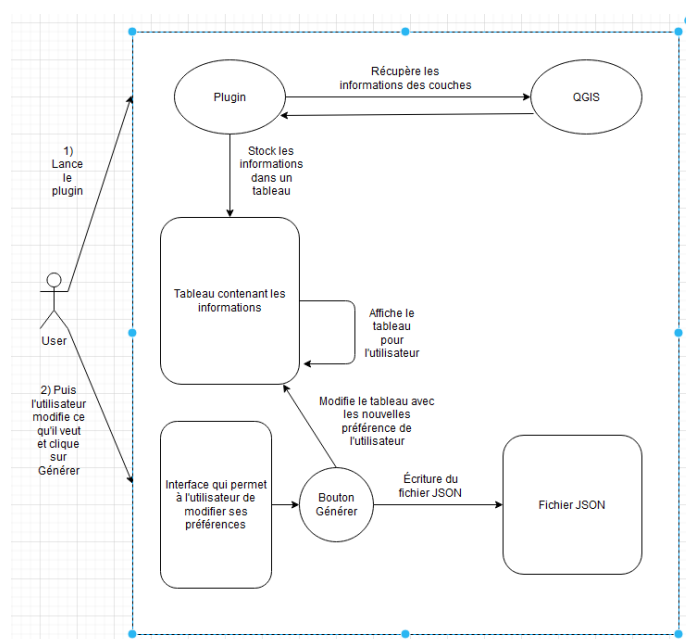 Plugin
Récupère les
informations des couches
QGIS
1)
Lance
le
plugin
Stock les
informations
dans un
tableau
Tableau contenant les
informations
Affiche le
tableau
pour
l'utilisateur
User
2) Puis
l'utilisateur
modifie ce
qu'il veut
et clique
sur
Générer
Modifie le tableau avec
les nouvelles
préférence de
l'utilisateur
Interface qui permet
à l'utilisateur de
modifier ses
préférences
Bouton
Générer
Écriture du
fichier JSON
Fichier JSON